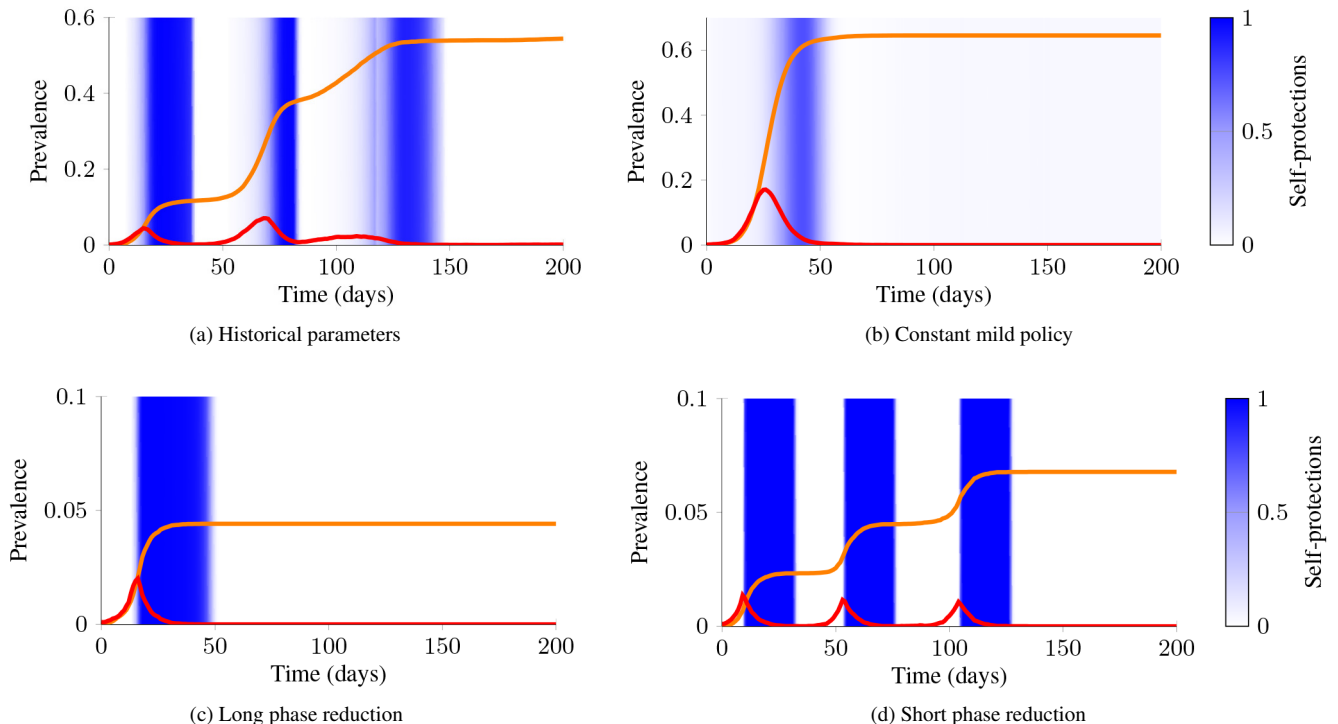 0.6
0.4
0.2
0
Prevalence
0
50
100
150
200
Time (days)
(a) Historical parameters
0.6
0.4
0.2
0
Prevalence
0
50
100
150
200
Time (days)
(b) Constant mild policy
1
0.5
0
Self-protections
0.1
0.05
0
Prevalence
0
50
100
150
200
Time (days)
(c) Long phase reduction
0.1
0.05
0
Prevalence
0
50
100
150
200
Time (days)
(d) Short phase reduction
1
0.5
0
Self-protections